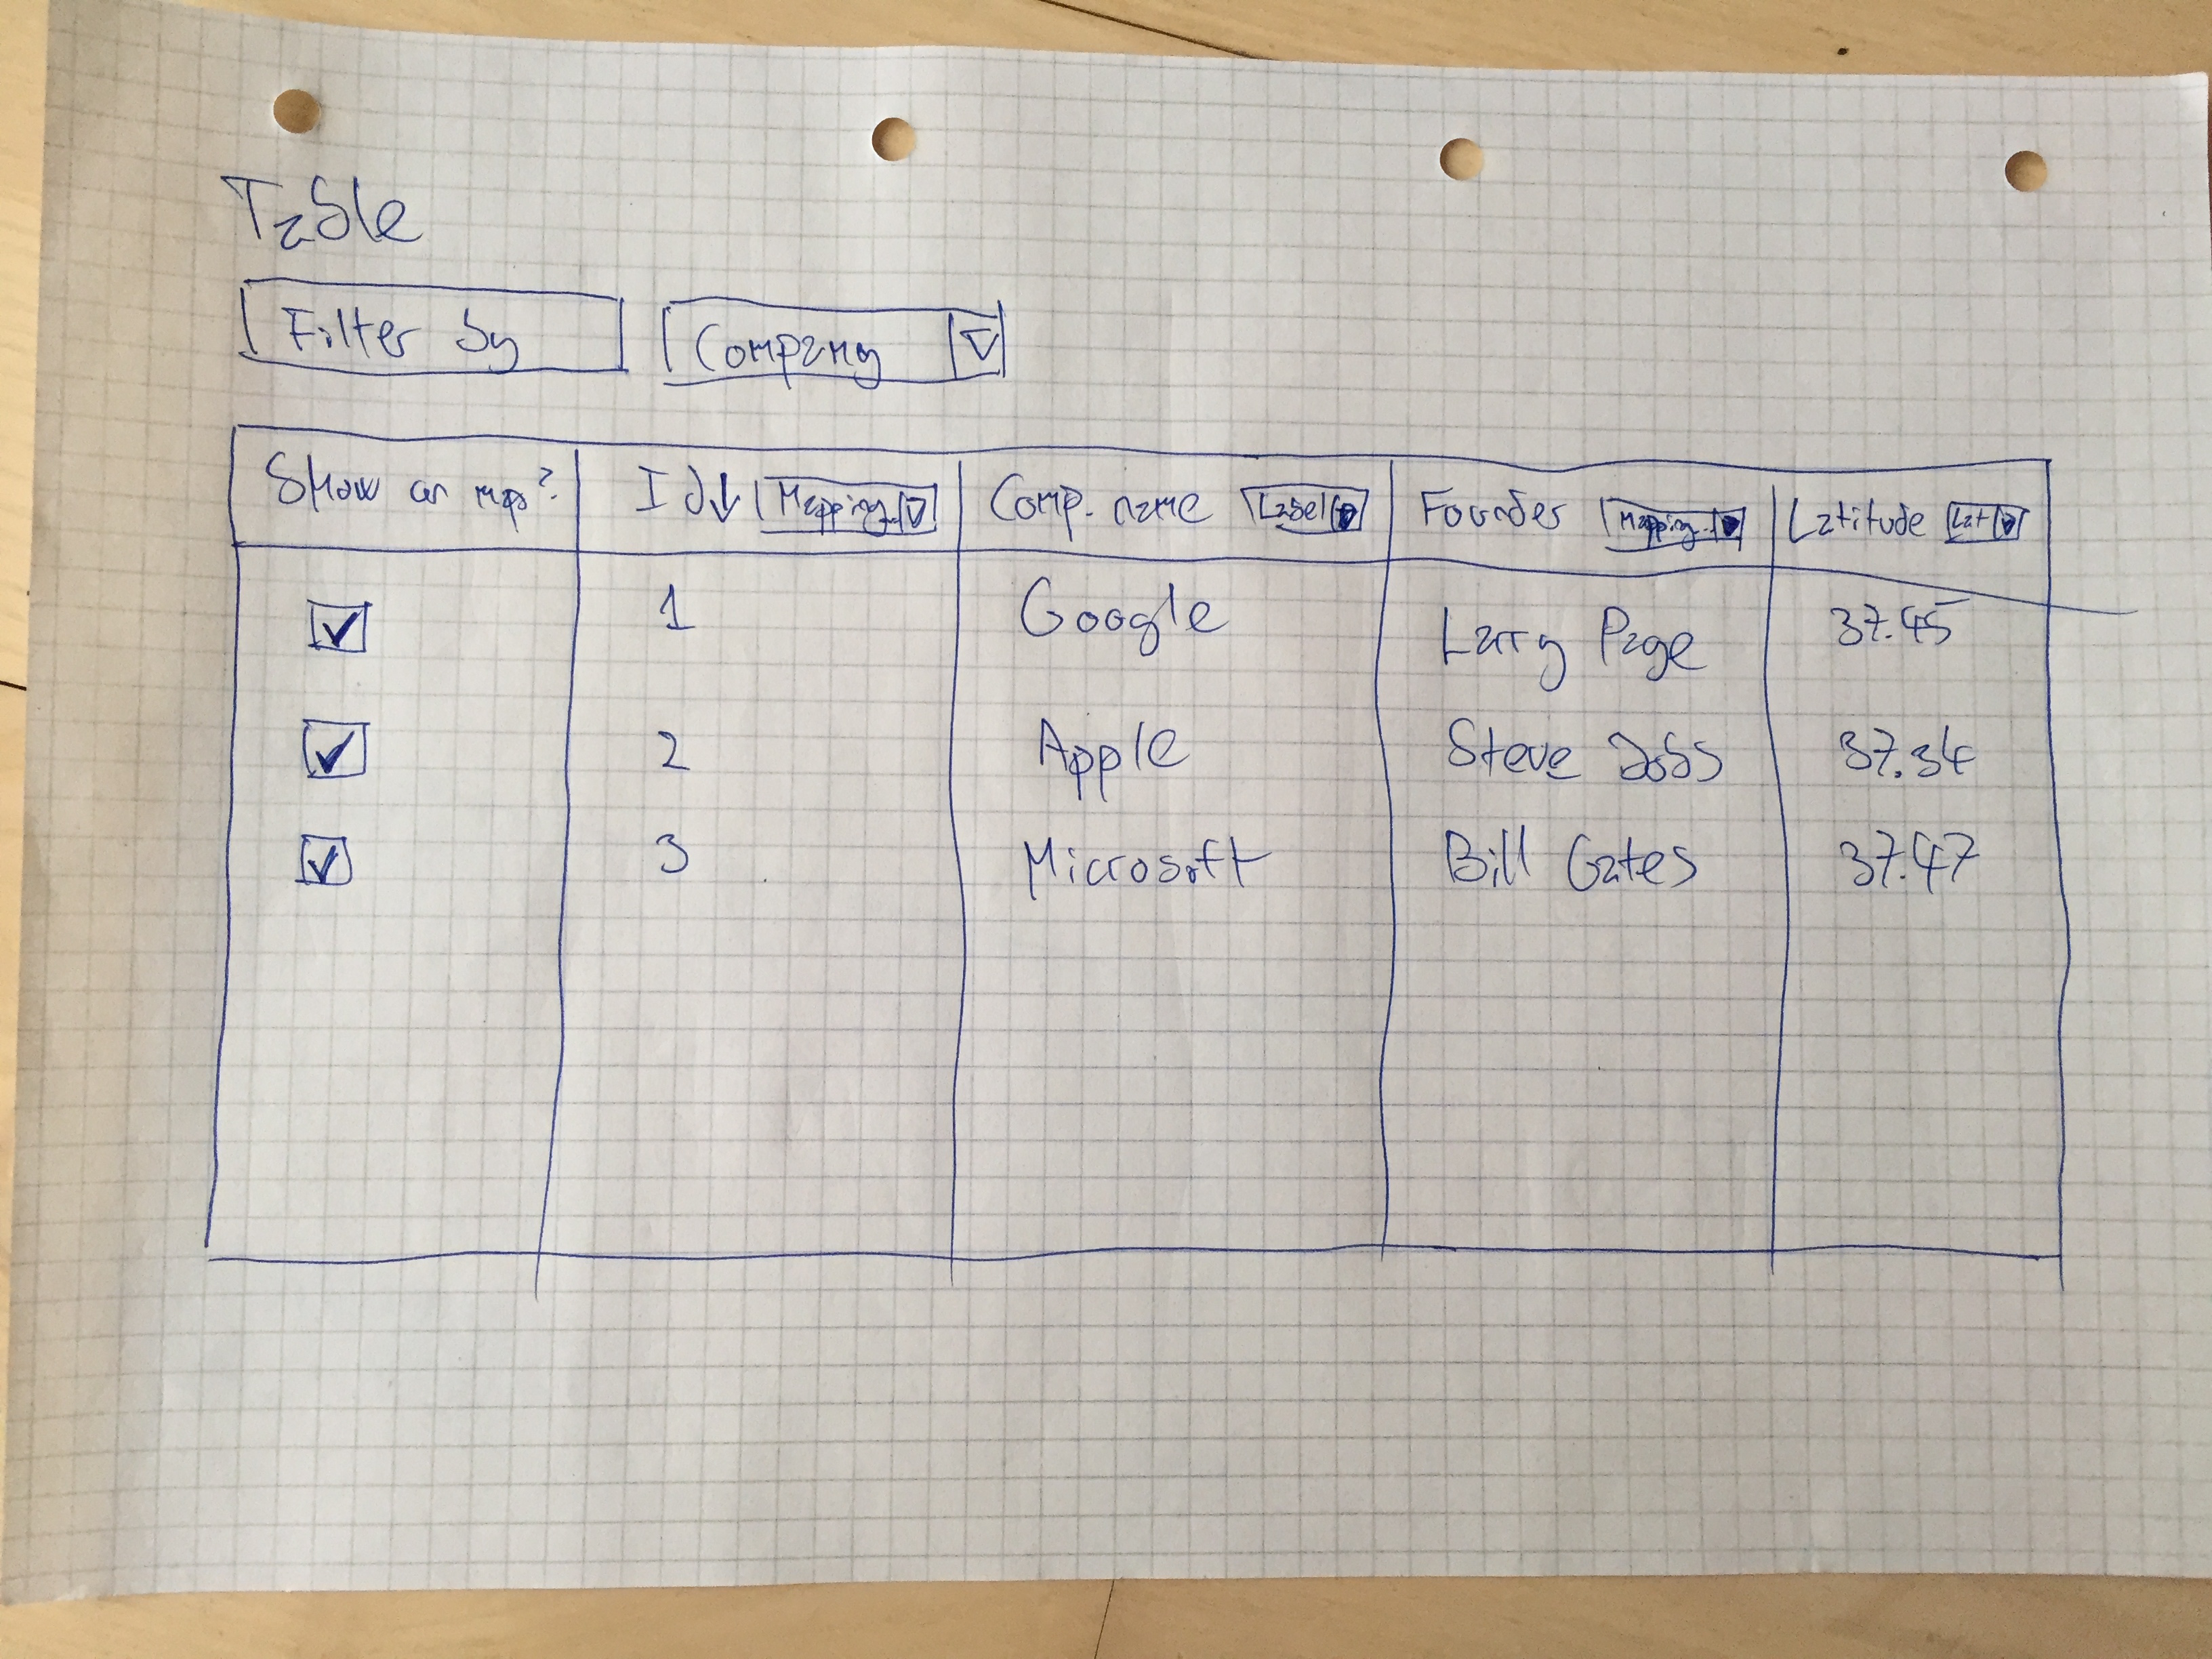 Table
Filter by Company
Show on map? Id↓ Mapping Comp. name Label Founder Mapping Latitude Lat
1 Google Larry Page 37.45
2 Apple Steve Jobs 37.34
3 Microsoft Bill Gates 37.47